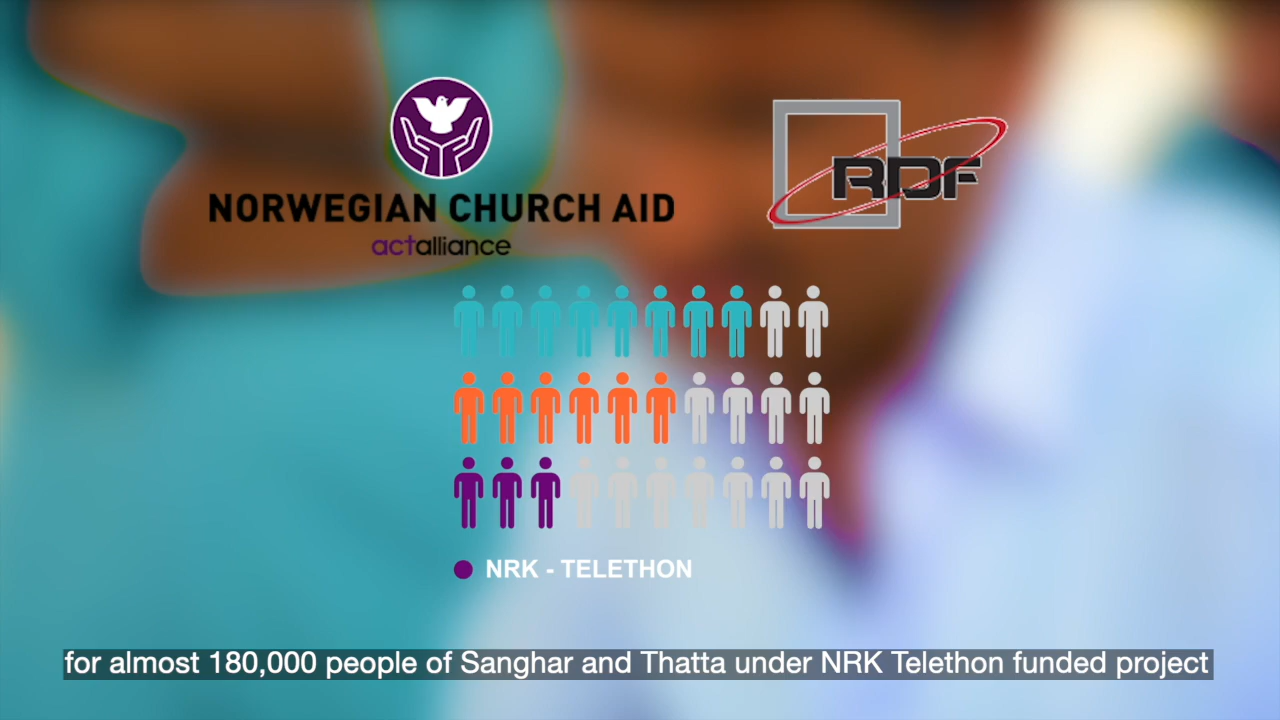 NORWEGIAN CHURCH AID
actalliance
RDF
NRK - TELETHON
for almost 180,000 people of Sanghar and Thatta under NRK Telethon funded project